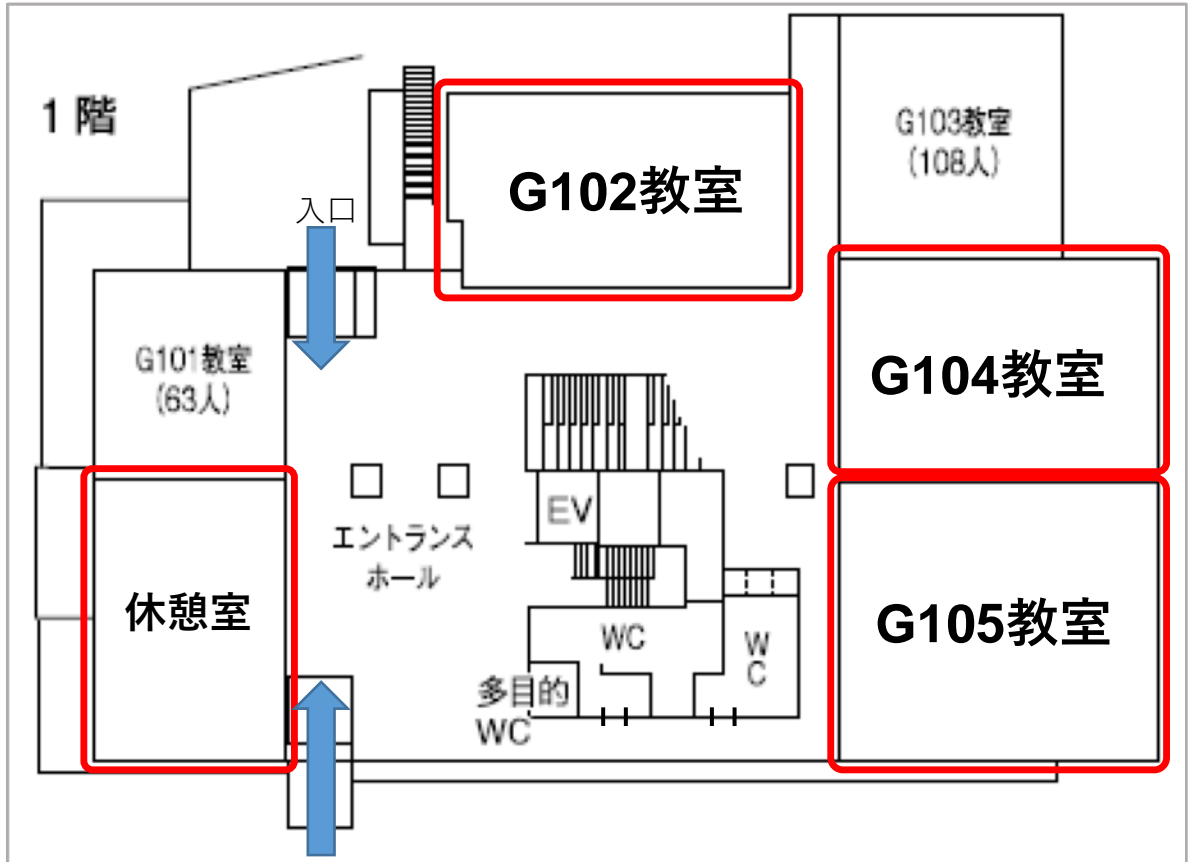 1 階
入口
G102教室
G103教室
(108人)
G101教室
(63人)
G104教室
EV
エントランス
ホール
休憩室
WC
W
C
G105教室
多目的
WC